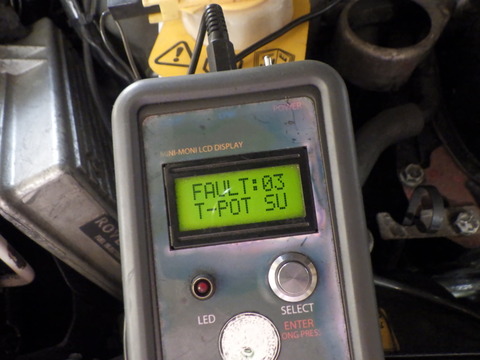 POWER
MINI-MONI LCD DISPLAY
FAULT:03
T-POT SU
SELECT
LED
ENTER